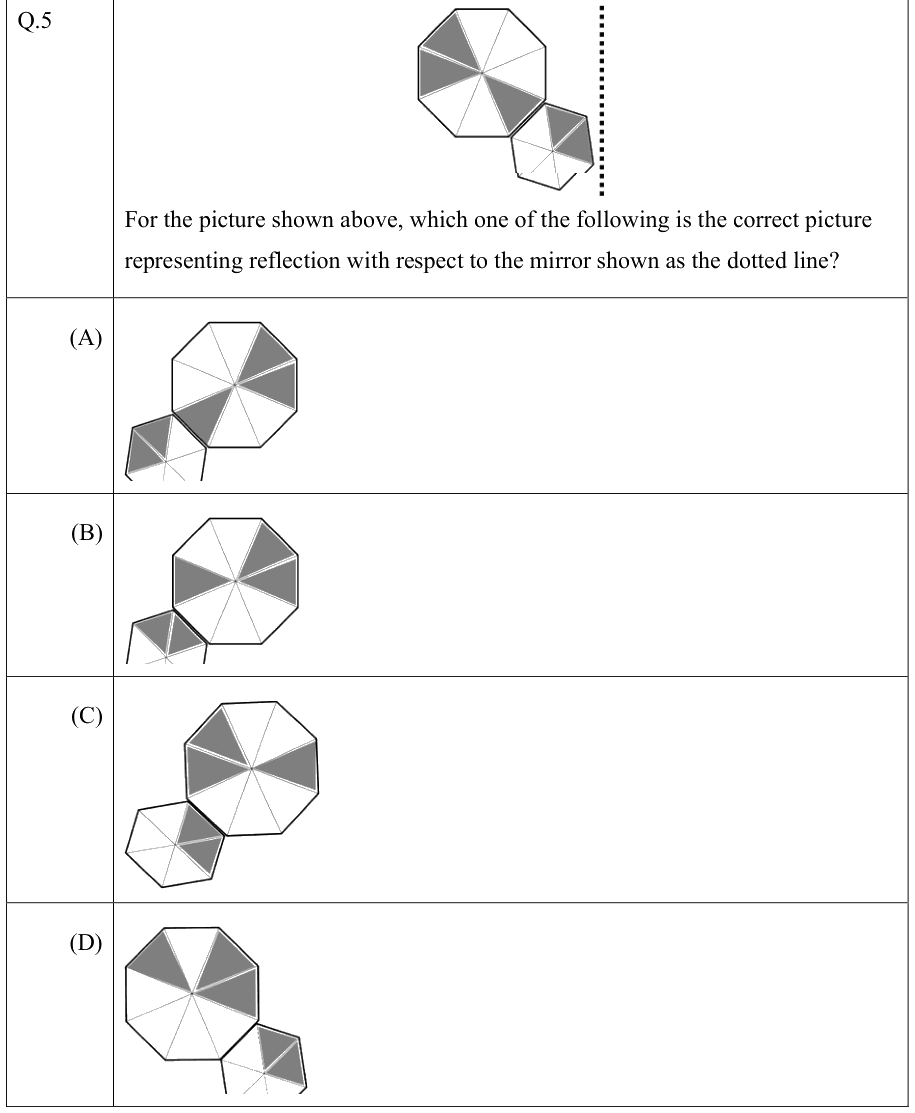 Q.5
For the picture shown above, which one of the following is the correct picture
representing reflection with respect to the mirror shown as the dotted line?
(A)
(B)
(C)
(D)